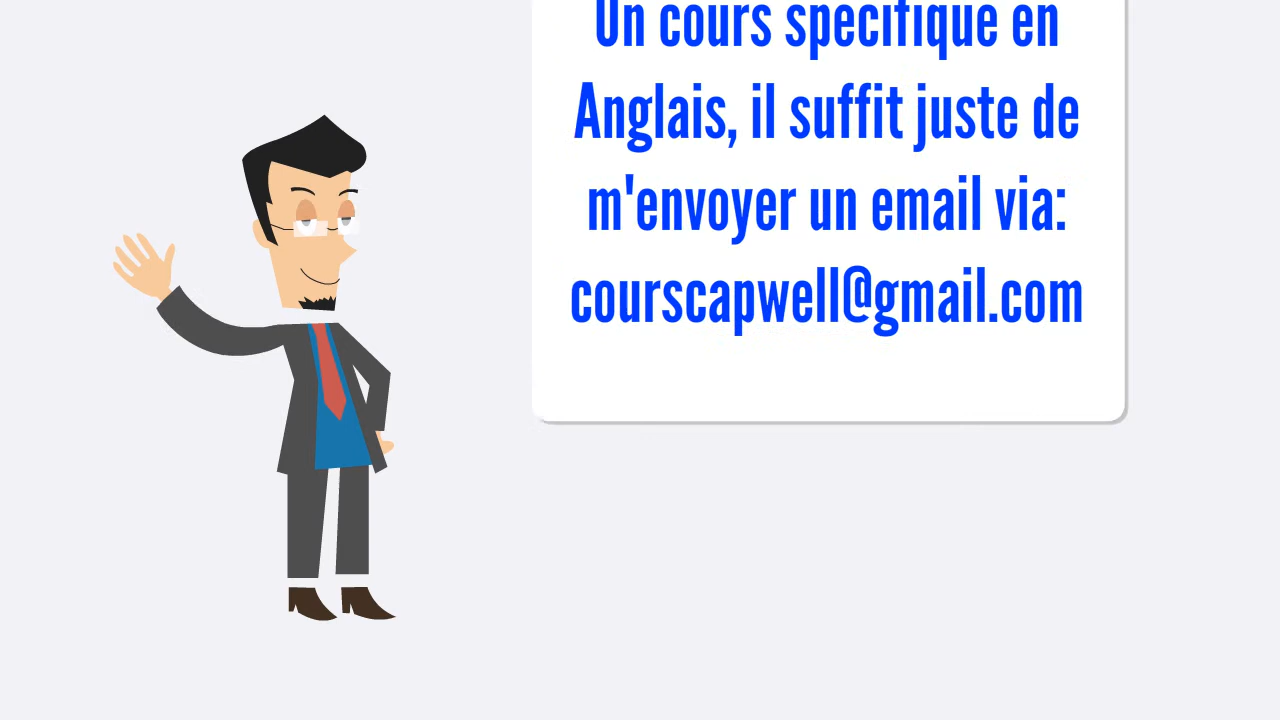 Un cours spécifique en
Anglais, il suffit juste de
m'envoyer un email via:
courscapwell@gmail.com